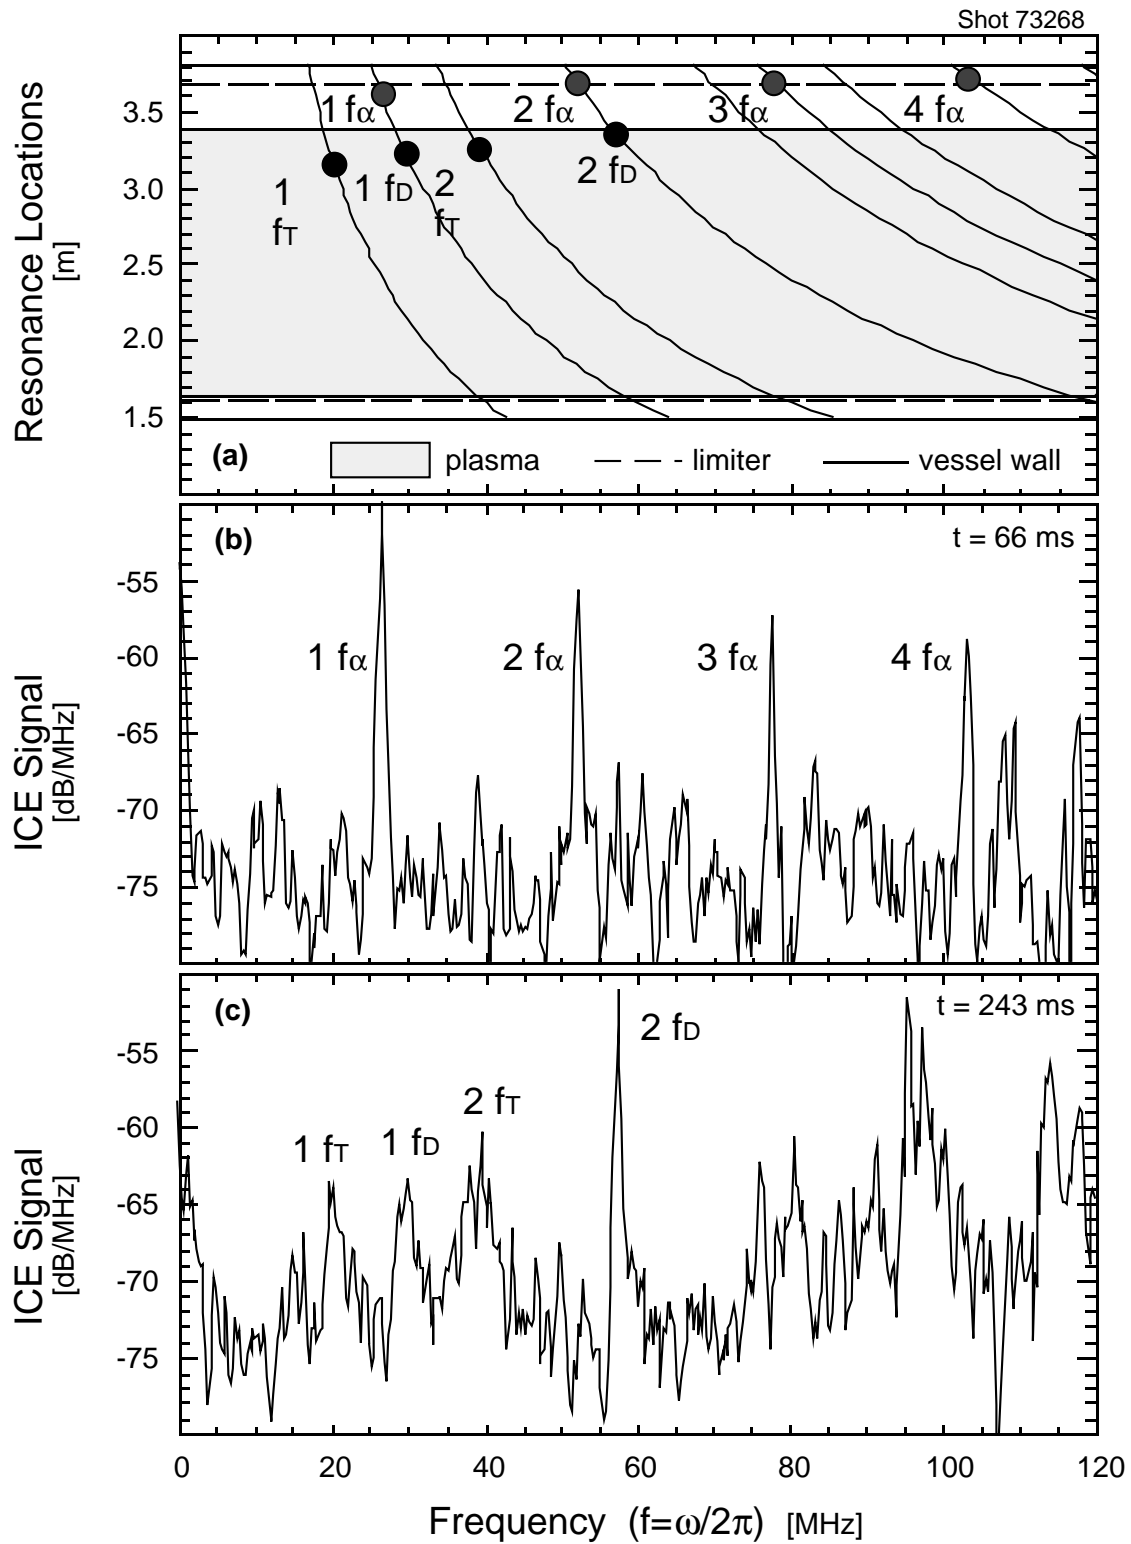 Shot 73268
Resonance Locations
[m]
3.5
3.0
2.5
2.0
1.5
1 fα
2 fα
3 fα
4 fα
1
fT
1 fD
2
fT
2 fD
(a)
plasma
limiter
vessel wall
ICE Signal
[dB/MHz]
(b)
t = 66 ms
-55
-60
-65
-70
-75
1 fα
2 fα
3 fα
4 fα
ICE Signal
[dB/MHz]
(c)
t = 243 ms
-55
-60
-65
-70
-75
1 fT
1 fD
2 fT
2 fD
0 20 40 60 80 100 120
Frequency (f=ω/2π) [MHz]